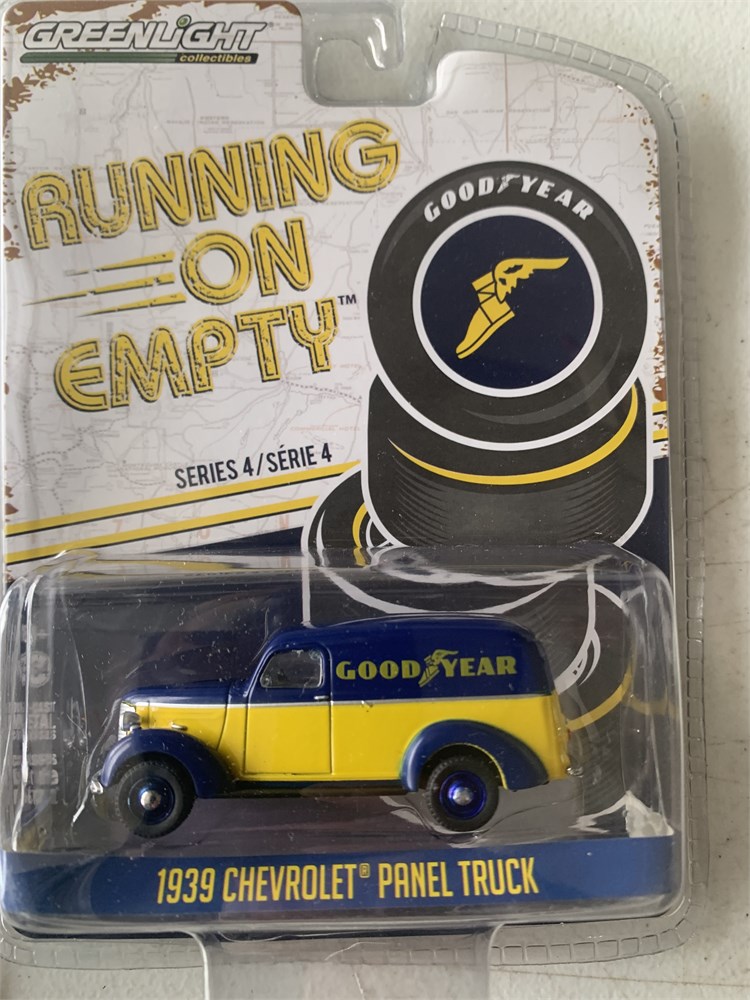 GREENLIGHT®
collectibles
RUNNING
ON
EMPTY™
GOODYEAR
SERIES 4/SÉRIE 4
GOODYEAR
1939 CHEVROLET® PANEL TRUCK